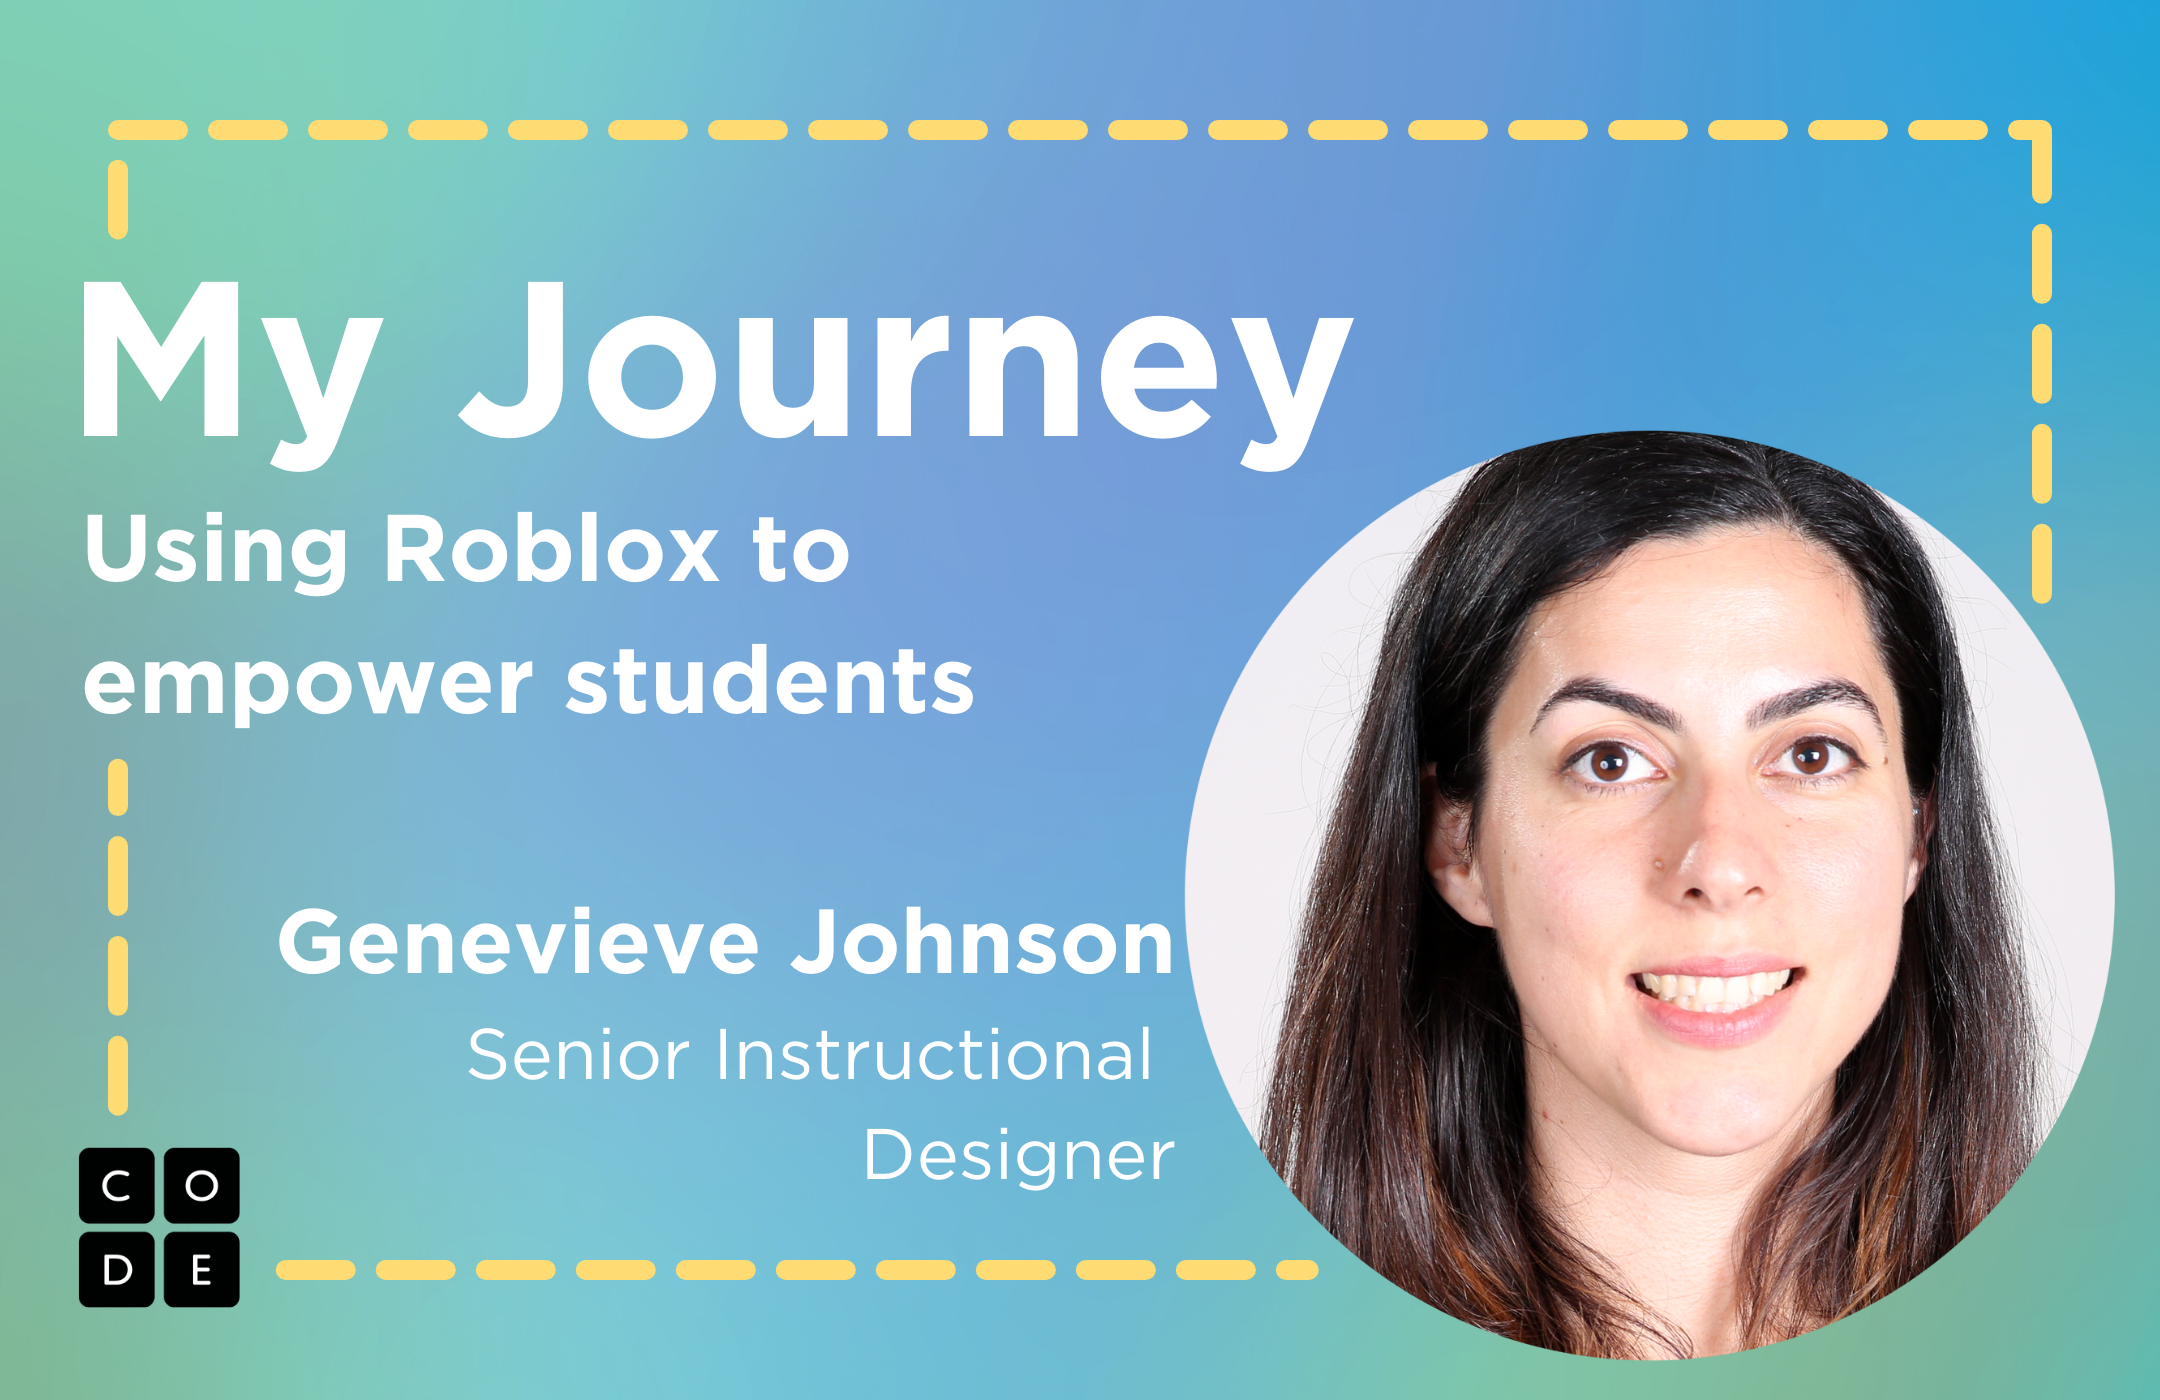 My Journey
Using Roblox to
empower students
Genevieve Johnson
Senior Instructional
Designer
C O
D E